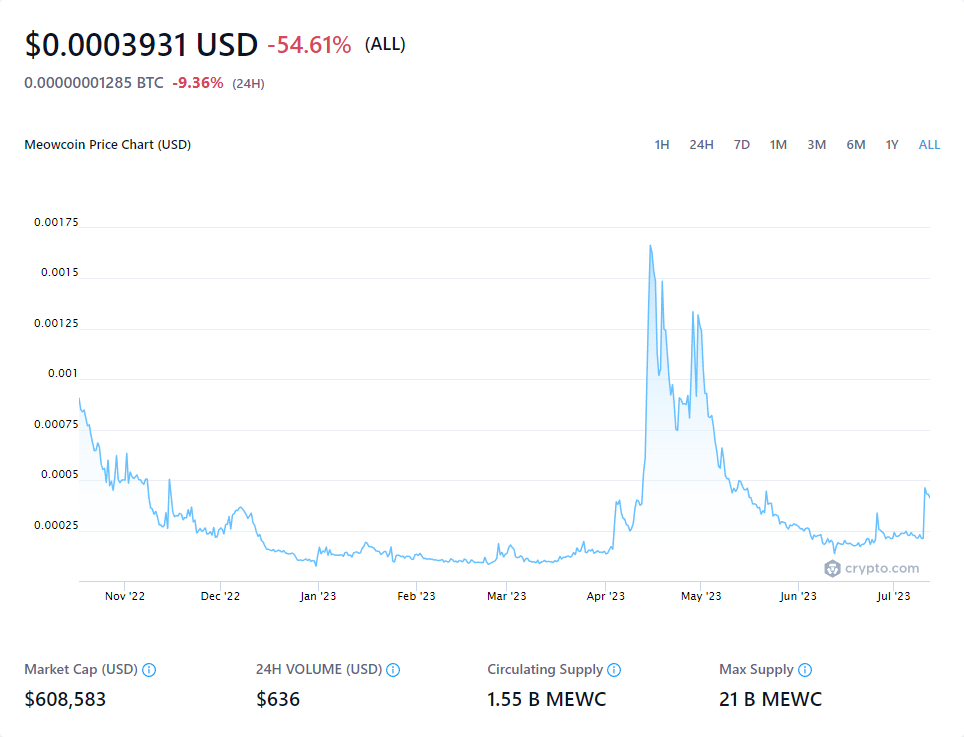 $0.0003931 USD -54.61% (ALL)
0.00000001285 BTC -9.36% (24H)
Meowcoin Price Chart (USD) 1H 24H 7D 1M 3M 6M 1Y ALL
0.00175
0.0015
0.00125
0.001
0.00075
0.0005
0.00025
crypto.com
Nov '22 Dec '22 Jan '23 Feb '23 Mar '23 Apr '23 May '23 Jun '23 Jul '23
Market Cap (USD) 24H VOLUME (USD) Circulating Supply Max Supply
$608,583 $636 1.55 B MEWC 21 B MEWC